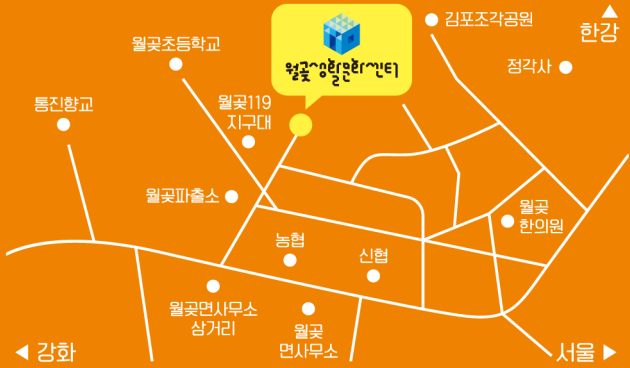 김포조각공원
한강
월곶초등학교
월곶생활문화센터
정각사
통진향교
월곶119
지구대
월곶파출소
월곶
한의원
농협
신협
월곶면사무소
삼거리
월곶
면사무소
◀ 강화
서울 ▶